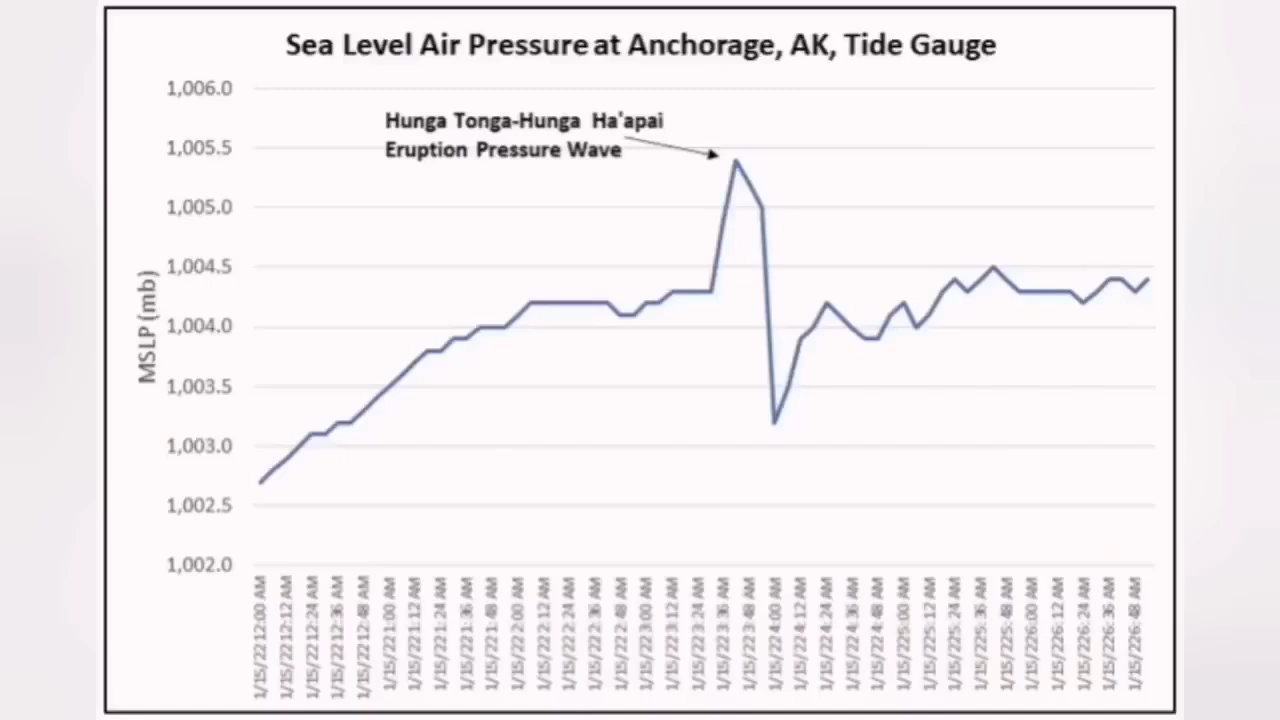 Sea Level Air Pressure at Anchorage, AK, Tide Gauge
1,006.0
Hunga Tonga-Hunga Ha'apai
Eruption Pressure Wave
1,005.5
1,005.0
1,004.5
1,004.0
1,003.5
1,003.0
1,002.5
1,002.0
MSLP (mb)
1/15/22 12:00 AM
1/15/22 12:12 AM
1/15/22 12:24 AM
1/15/22 12:36 AM
1/15/22 12:48 AM
1/15/22 1:00 AM
1/15/22 1:12 AM
1/15/22 1:24 AM
1/15/22 1:36 AM
1/15/22 1:48 AM
1/15/22 2:00 AM
1/15/22 2:12 AM
1/15/22 2:24 AM
1/15/22 2:36 AM
1/15/22 2:48 AM
1/15/22 3:00 AM
1/15/22 3:12 AM
1/15/22 3:24 AM
1/15/22 3:36 AM
1/15/22 3:48 AM
1/15/22 4:00 AM
1/15/22 4:12 AM
1/15/22 4:24 AM
1/15/22 4:36 AM
1/15/22 4:48 AM
1/15/22 5:00 AM
1/15/22 5:12 AM
1/15/22 5:24 AM
1/15/22 5:36 AM
1/15/22 5:48 AM
1/15/22 6:00 AM
1/15/22 6:12 AM
1/15/22 6:24 AM
1/15/22 6:36 AM
1/15/22 6:48 AM